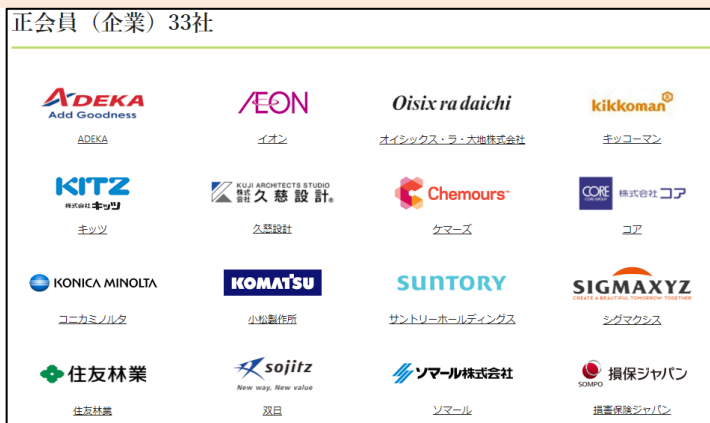 正会員（企業）33社
ADEKA
Add Goodness
ÆON
Oisix ra daichi
kikkoman
ADEKA
イオン
オイシックス・ラ・大地株式会社
キッコーマン
KITZ
株式会社キッツ
KUJI ARCHITECTS STUDIO
株式会社久慈設計
Chemours™
CORE
CORE GROUP
株式会社コア
キッツ
久慈設計
ケマーズ
コア
KONICA MINOLTA
KOMATSU
SUNTORY
SIGMAXYZ
CREATE A BEAUTIFUL TOMORROW TOGETHER
コニカミノルタ
小松製作所
サントリーホールディングス
シグマクシス
住友林業
sojitz
New way, New value
ソマール株式会社
SOMPO
損保ジャパン
住友林業
双日
ソマール
損害保険ジャパン